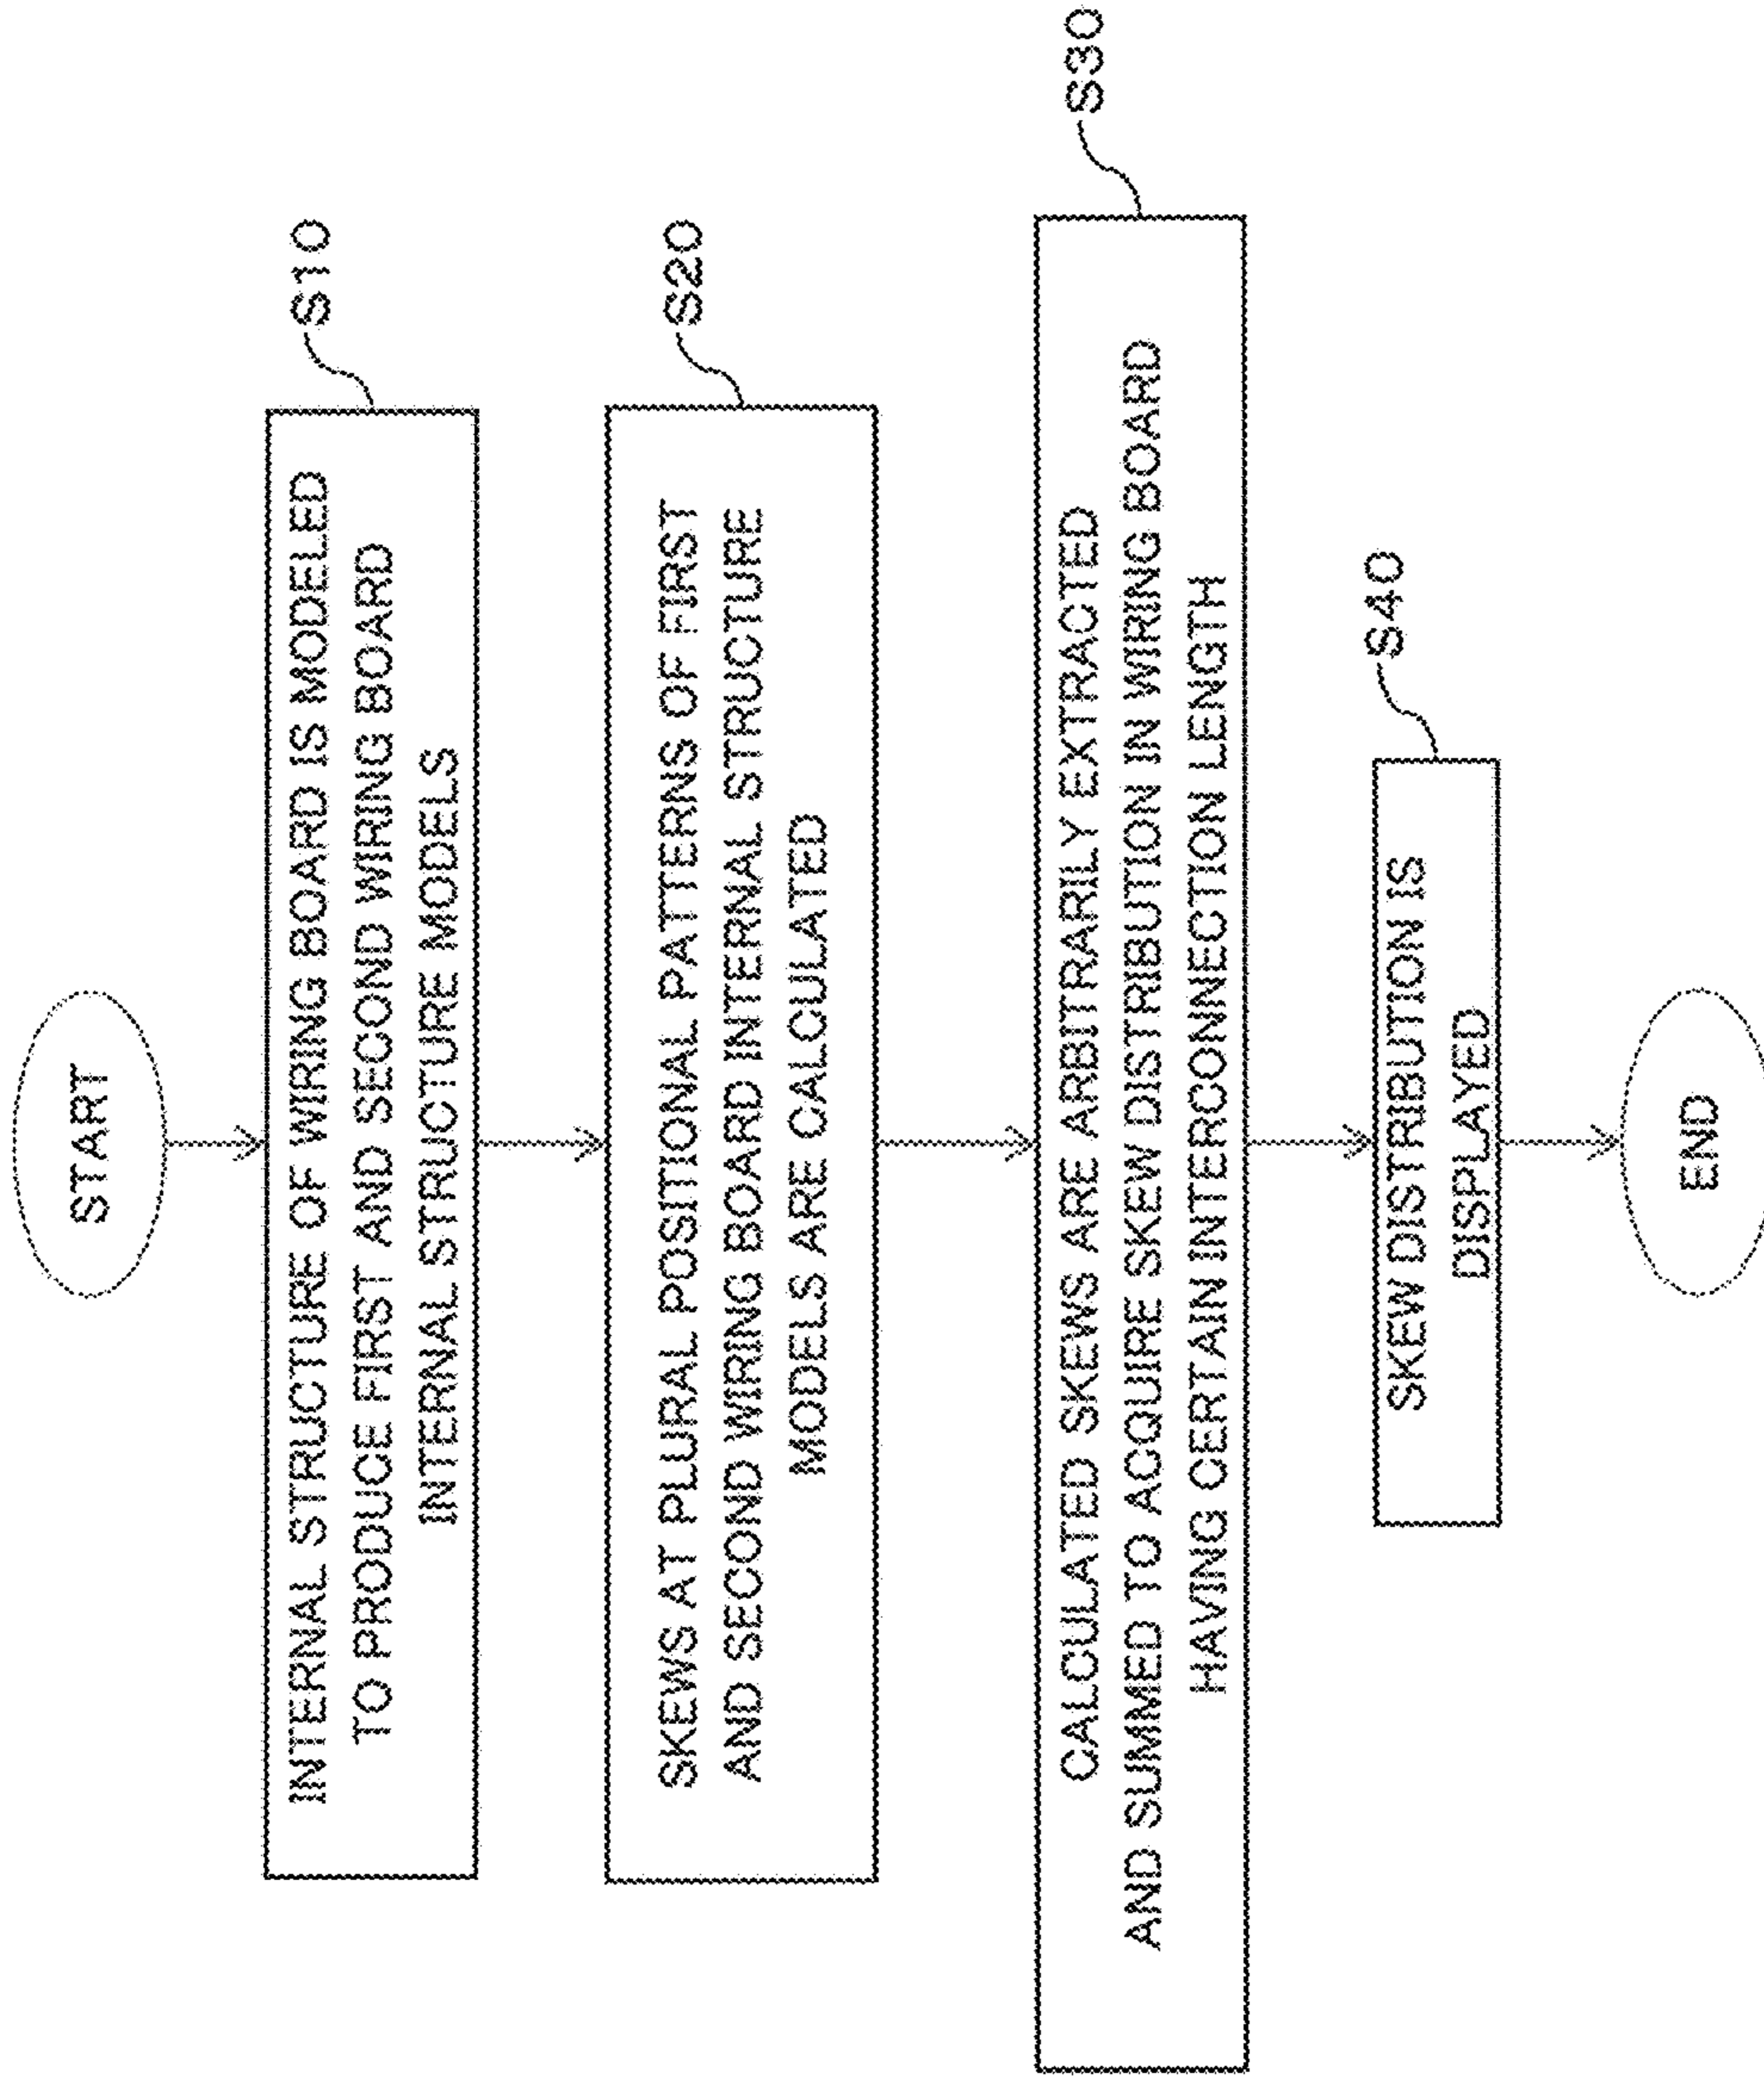 START
INTERNAL STRUCTURE OF WIRING BOARD IS MODELED
TO PRODUCE FIRST AND SECOND WIRING BOARD
INTERNAL STRUCTURE MODELS
S10
SKEWS AT PLURAL POSITIONAL PATTERNS OF FIRST
AND SECOND WIRING BOARD INTERNAL STRUCTURE
MODELS ARE CALCULATED
S20
CALCULATED SKEWS ARE ARBITRARILY EXTRACTED
AND SUMMED TO ACQUIRE SKEW DISTRIBUTION IN WIRING BOARD
HAVING CERTAIN INTERCONNECTION LENGTH
S30
SKEW DISTRIBUTION IS
DISPLAYED
S40
END